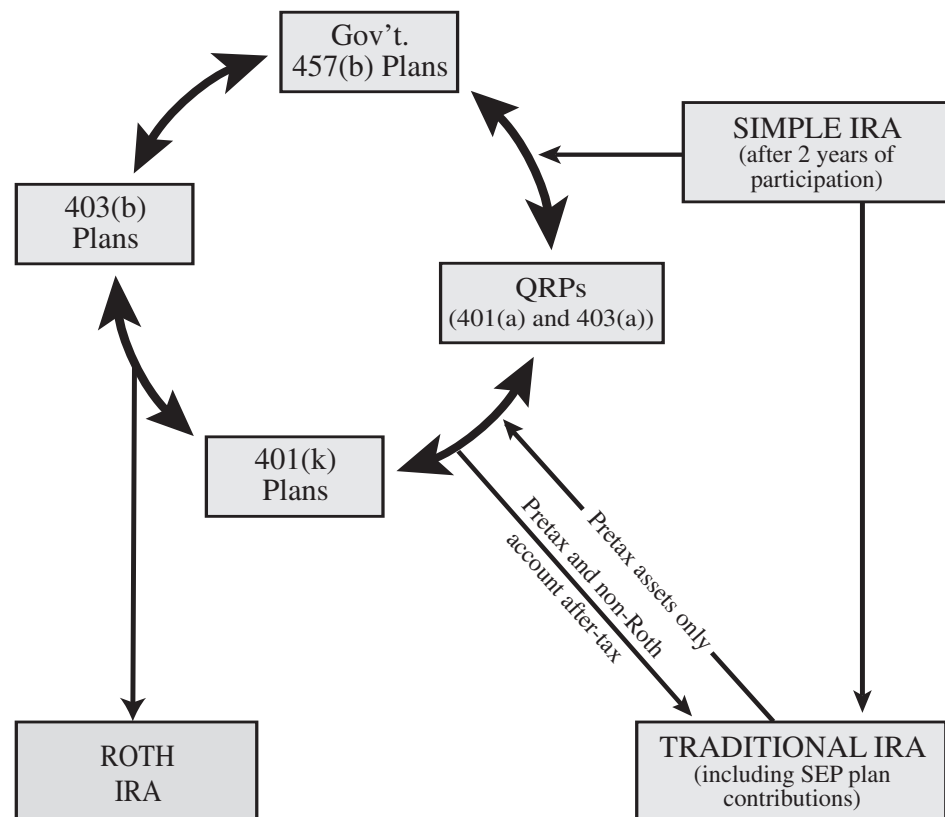 Gov't.
457(b) Plans
SIMPLE IRA
(after 2 years of
participation)
403(b)
Plans
QRPs
(401(a) and 403(a))
401(k)
Plans
Pretax and non-Roth
account after-tax
Pretax assets only
ROTH
IRA
TRADITIONAL IRA
(including SEP plan
contributions)